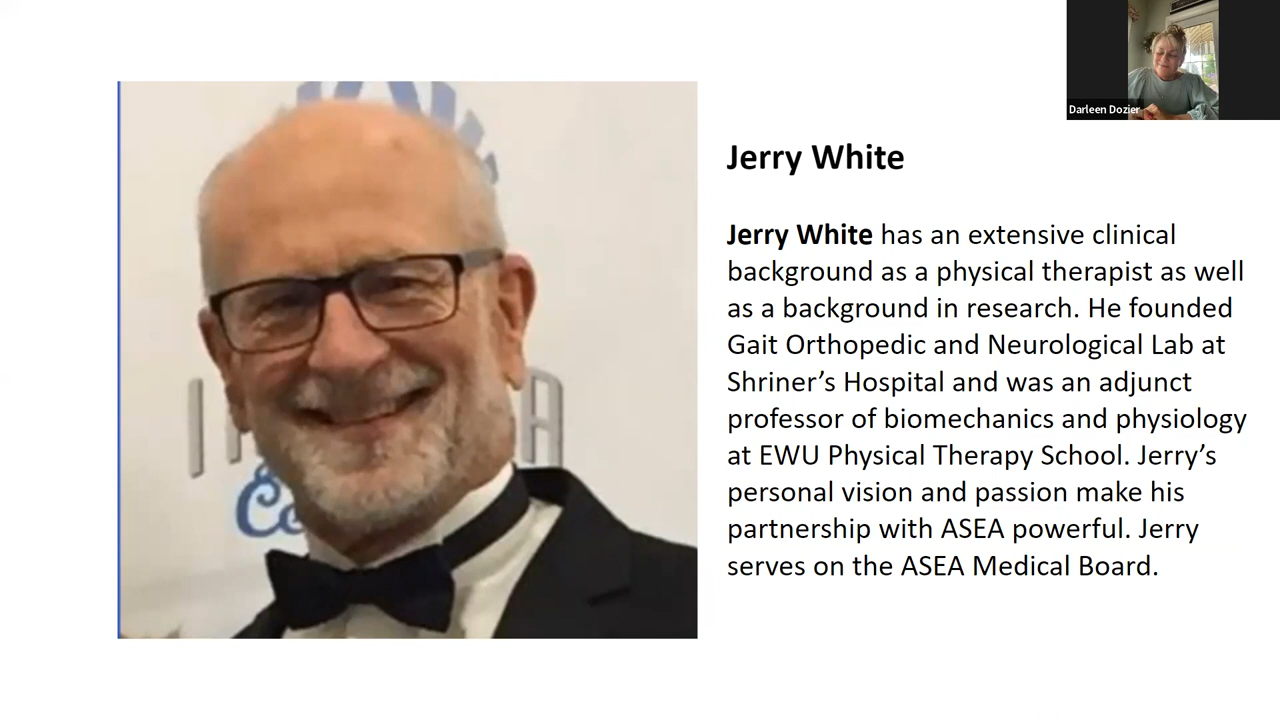 Darleen Dozier
Jerry White
Jerry White has an extensive clinical
background as a physical therapist as well
as a background in research. He founded
Gait Orthopedic and Neurological Lab at
Shriner’s Hospital and was an adjunct
professor of biomechanics and physiology
at EWU Physical Therapy School. Jerry’s
personal vision and passion make his
partnership with ASEA powerful. Jerry
serves on the ASEA Medical Board.